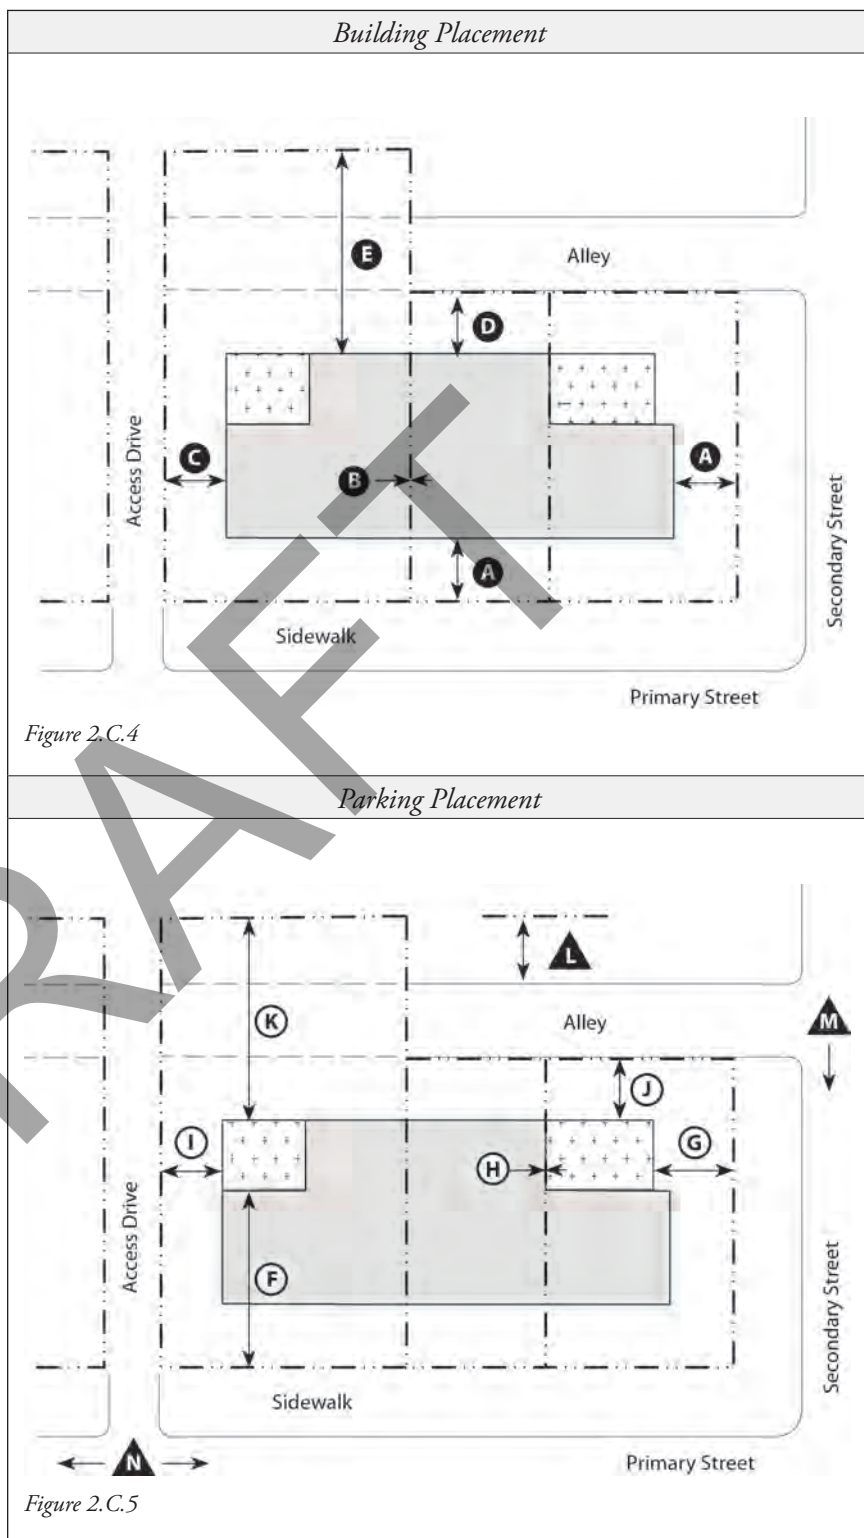 Building Placement
E
Alley
D
Access Drive
C
B
A
Secondary Street
A
Sidewalk
Primary Street
Figure 2.C.4
Parking Placement
L
K
Alley
M
J
I
H
G
Access Drive
F
Secondary Street
Sidewalk
N
Primary Street
Figure 2.C.5
RAFT